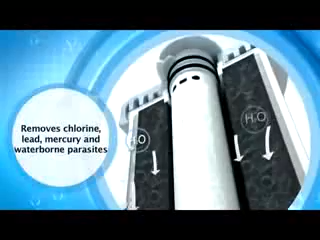 Removes chlorine,
lead, mercury and
waterborne parasites
H₂O
H₂O